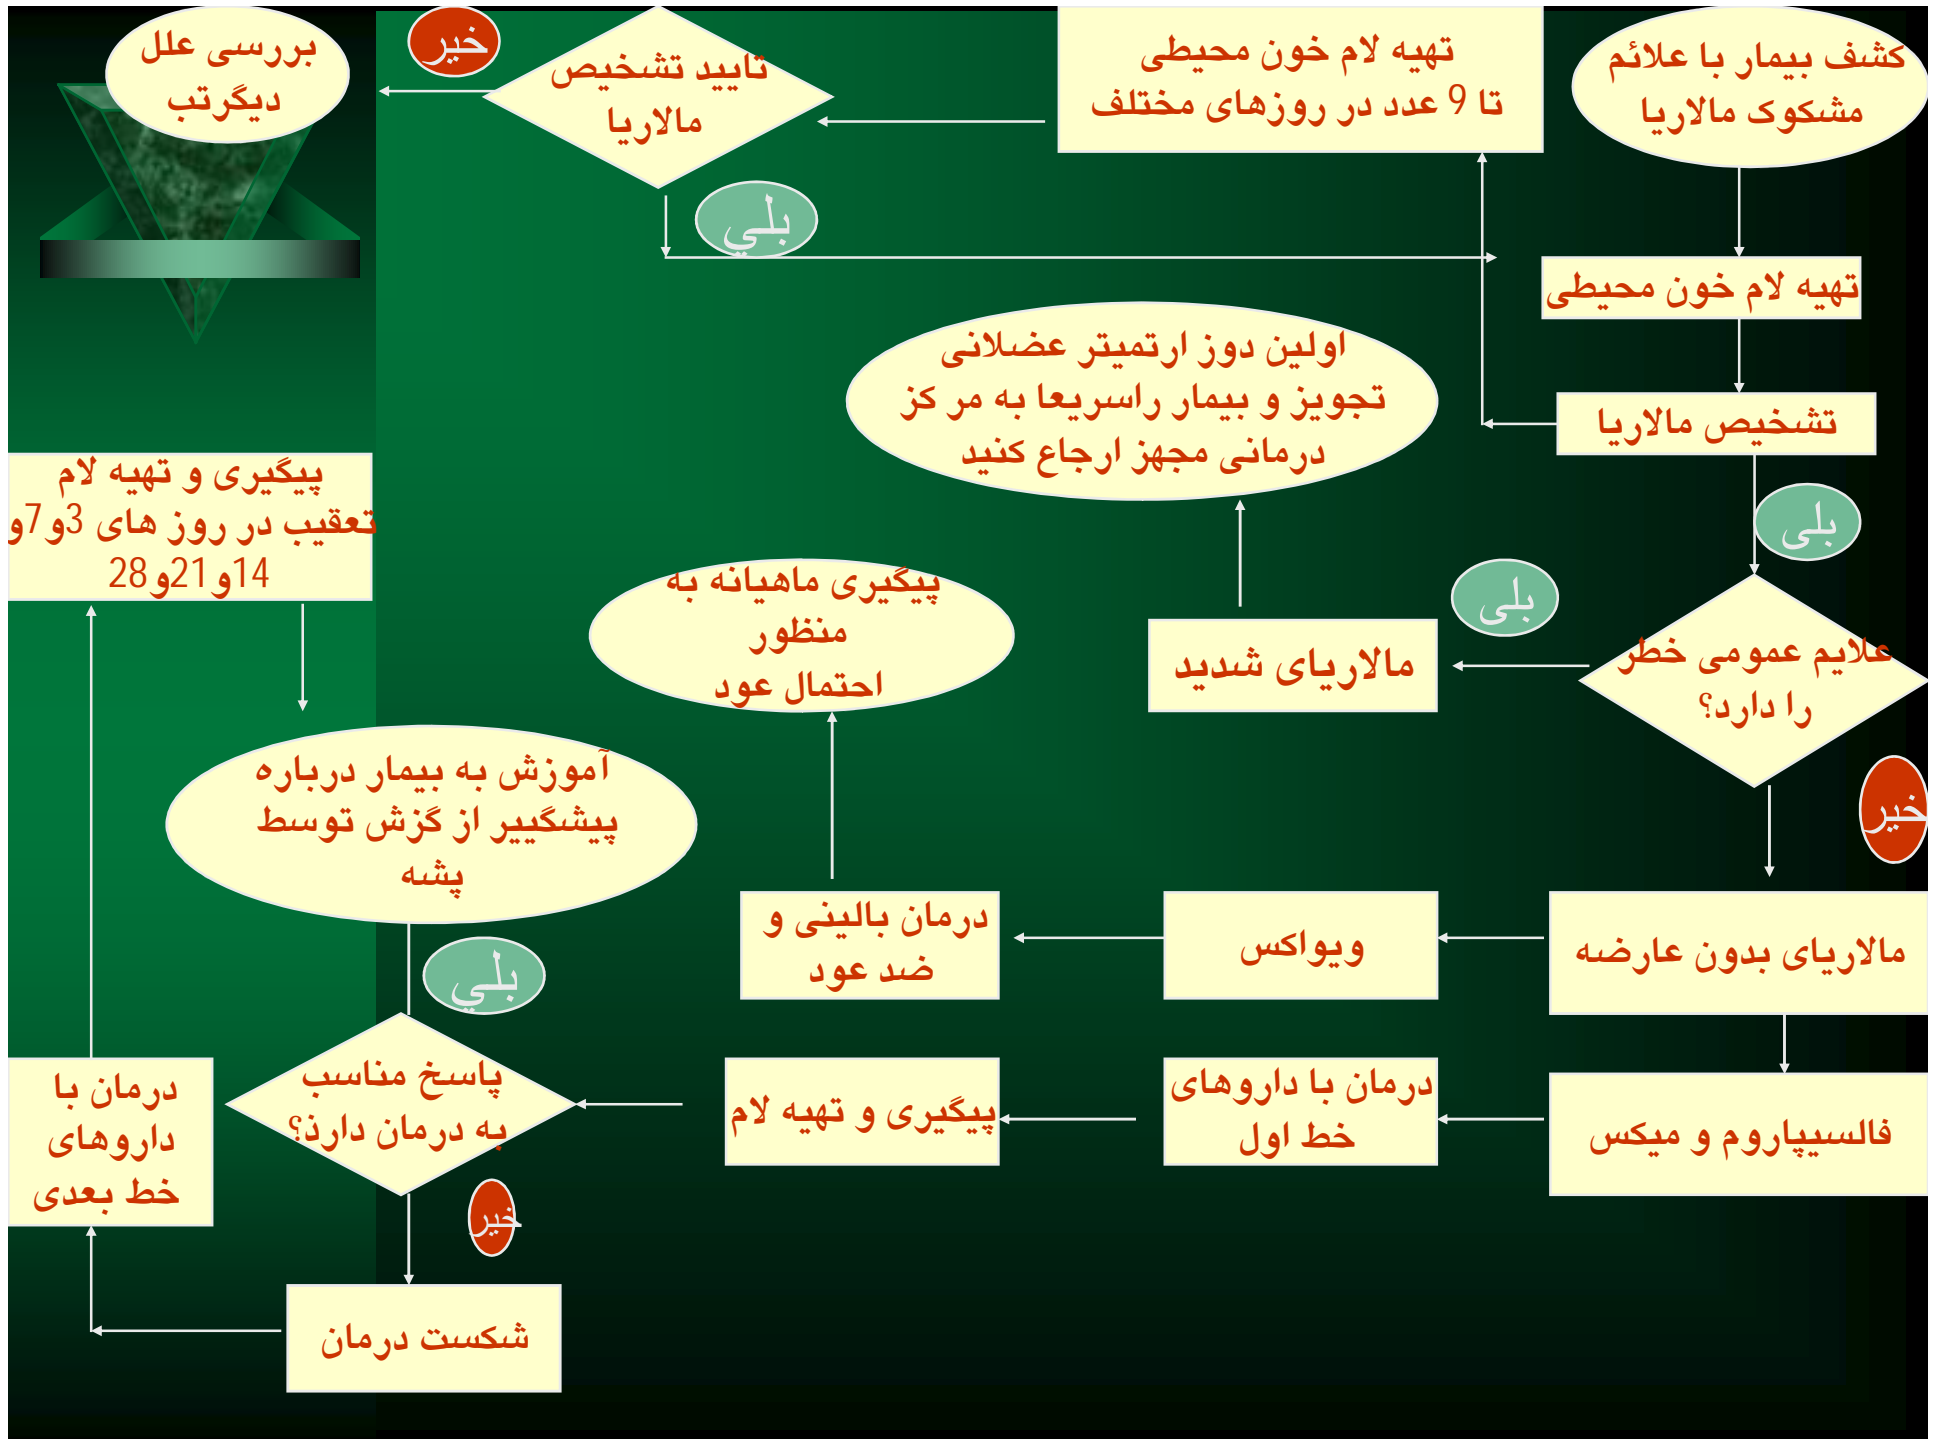 کشف بیمار با علائم
مشکوک مالاریا
تهیه لام خون محیطی
تا 9 عدد در روزهای مختلف
تایید تشخیص
مالاریا
خیر
بررسی علل
دیگرتب
بلي
تهیه لام خون محیطی
تشخیص مالاریا
اولین دوز ارتمیتر عضلانی
تجویز و بیمار راسریعا به مر کز
درمانی مجهز ارجاع کنید
بلی
علایم عمومی خطر
را دارد؟
بلی
مالاریای شدید
خیر
پیگیری ماهیانه به
منظور
احتمال عود
پیگیری و تهیه لام
تعقیب در روز های 3و7و
14و21و28
آموزش به بیمار درباره
پیشگییر از گزش توسط
پشه
مالاریای بدون عارضه
ویواکس
درمان بالینی و
ضد عود
بلي
فالسیپاروم و میکس
درمان با داروهای
خط اول
پیگیری و تهیه لام
پاسخ مناسب
به درمان دارذ؟
درمان با
داروهای
خط بعدی
خیر
شکست درمان